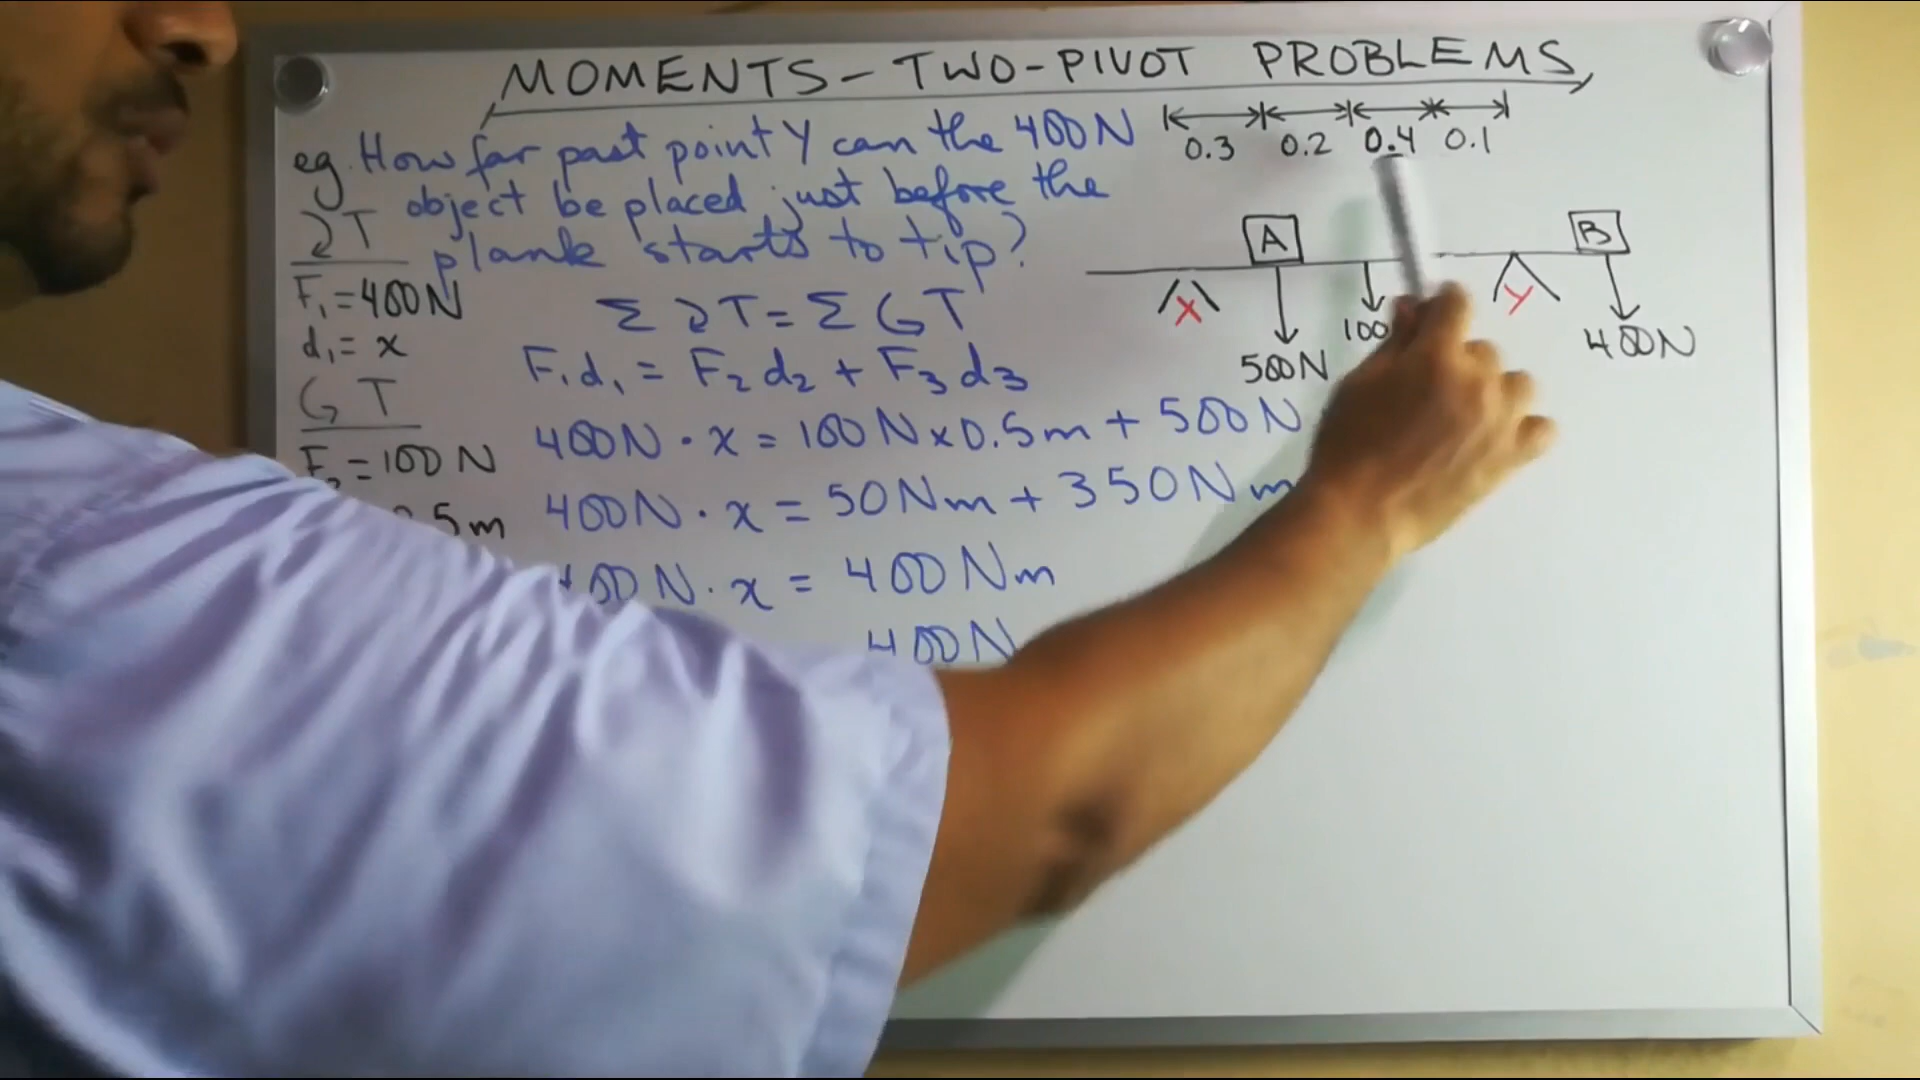 MOMENTS - TWO-PIVOT PROBLEMS
eg. How far past point Y can the 400N
object be placed just before the
plank starts to tip?
0.3 0.2 0.4 0.1
A B
X Y
500N 100 400N
↻ T
F₁ = 400N
d₁ = x
↺ T
F₂ = 100N
5m
Σ ↻ T = Σ ↺ T
F₁d₁ = F₂d₂ + F₃d₃
400N · x = 100N x 0.5m + 500N
400N · x = 50Nm + 350Nm
400N · x = 400Nm
400N